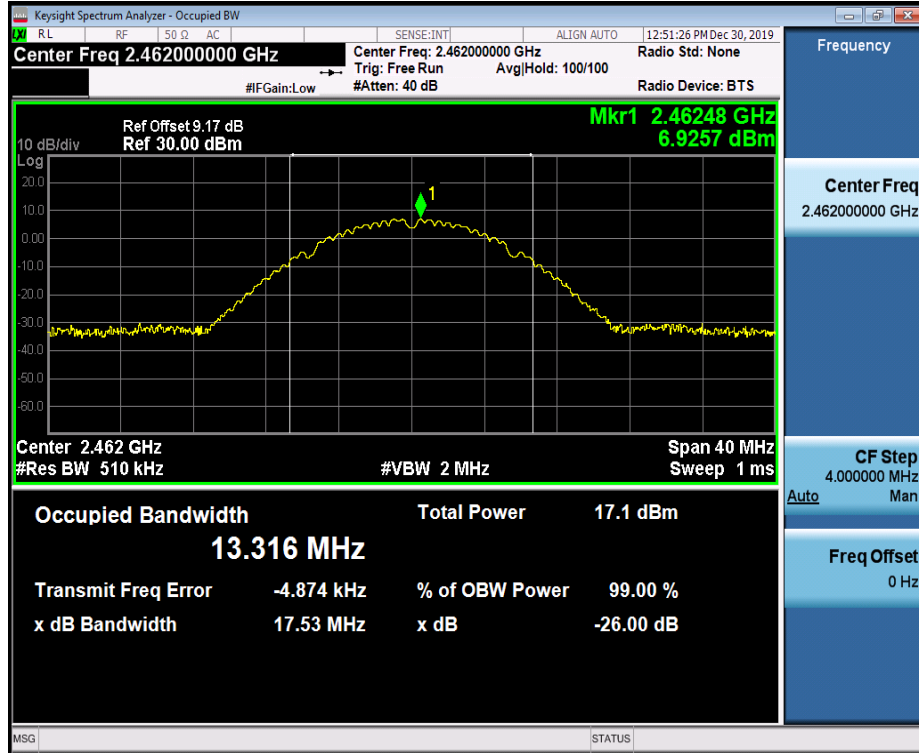 Keysight Spectrum Analyzer - Occupied BW
LXI RL RF 50 Ω AC SENSE:INT ALIGN AUTO 12:51:26 PM Dec 30, 2019
Center Freq 2.462000000 GHz
Center Freq: 2.462000000 GHz
Radio Std: None
Trig: Free Run Avg|Hold: 100/100
#IFGain:Low #Atten: 40 dB Radio Device: BTS
Mkr1 2.46248 GHz
6.9257 dBm
Ref Offset 9.17 dB
10 dB/div Ref 30.00 dBm
Log
20.0
10.0
0.00
-10.0
-20.0
-30.0
-40.0
-50.0
-60.0
1
Center 2.462 GHz Span 40 MHz
#Res BW 510 kHz #VBW 2 MHz Sweep 1 ms
Occupied Bandwidth Total Power 17.1 dBm
13.316 MHz
Transmit Freq Error -4.874 kHz % of OBW Power 99.00 %
x dB Bandwidth 17.53 MHz x dB -26.00 dB
Frequency
Center Freq
2.462000000 GHz
CF Step
4.000000 MHz
Auto Man
Freq Offset
0 Hz
MSG STATUS